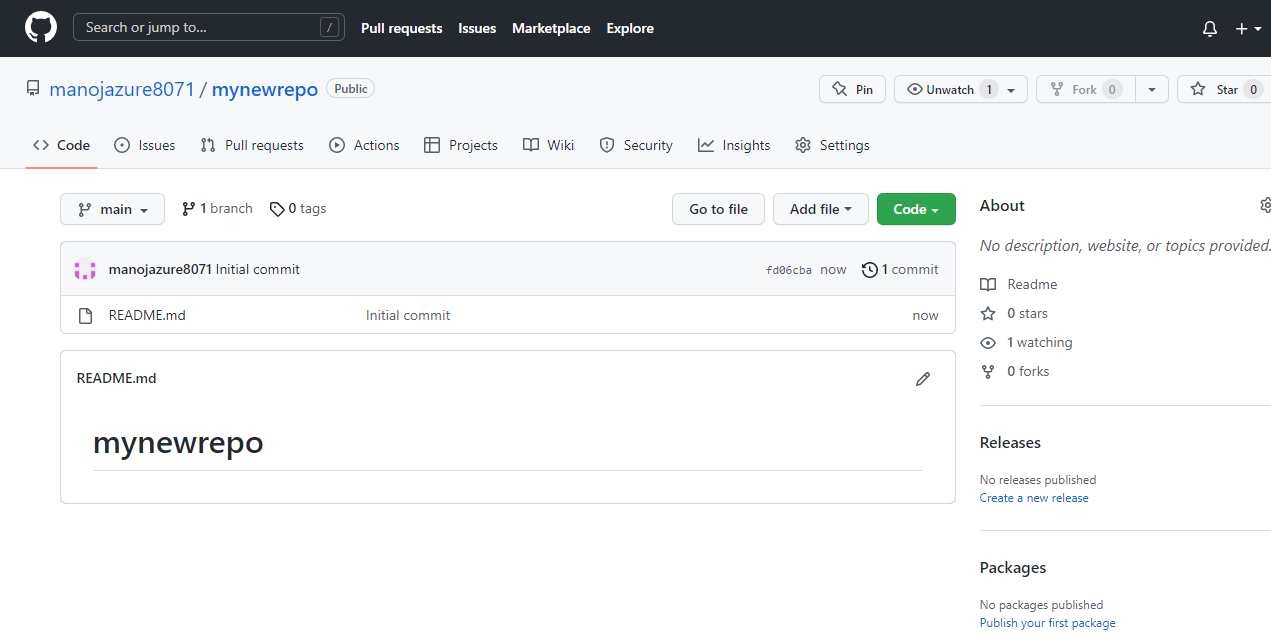 Search or jump to... /
Pull requests Issues Marketplace Explore
manojazure8071 / mynewrepo Public
Pin Unwatch 1 Fork 0 Star 0
Code Issues Pull requests Actions Projects Wiki Security Insights Settings
main 1 branch 0 tags Go to file Add file Code
manojazure8071 Initial commit fd06cba now 1 commit
README.md Initial commit now
README.md
mynewrepo
About
No description, website, or topics provided.
Readme
0 stars
1 watching
0 forks
Releases
No releases published
Create a new release
Packages
No packages published
Publish your first package